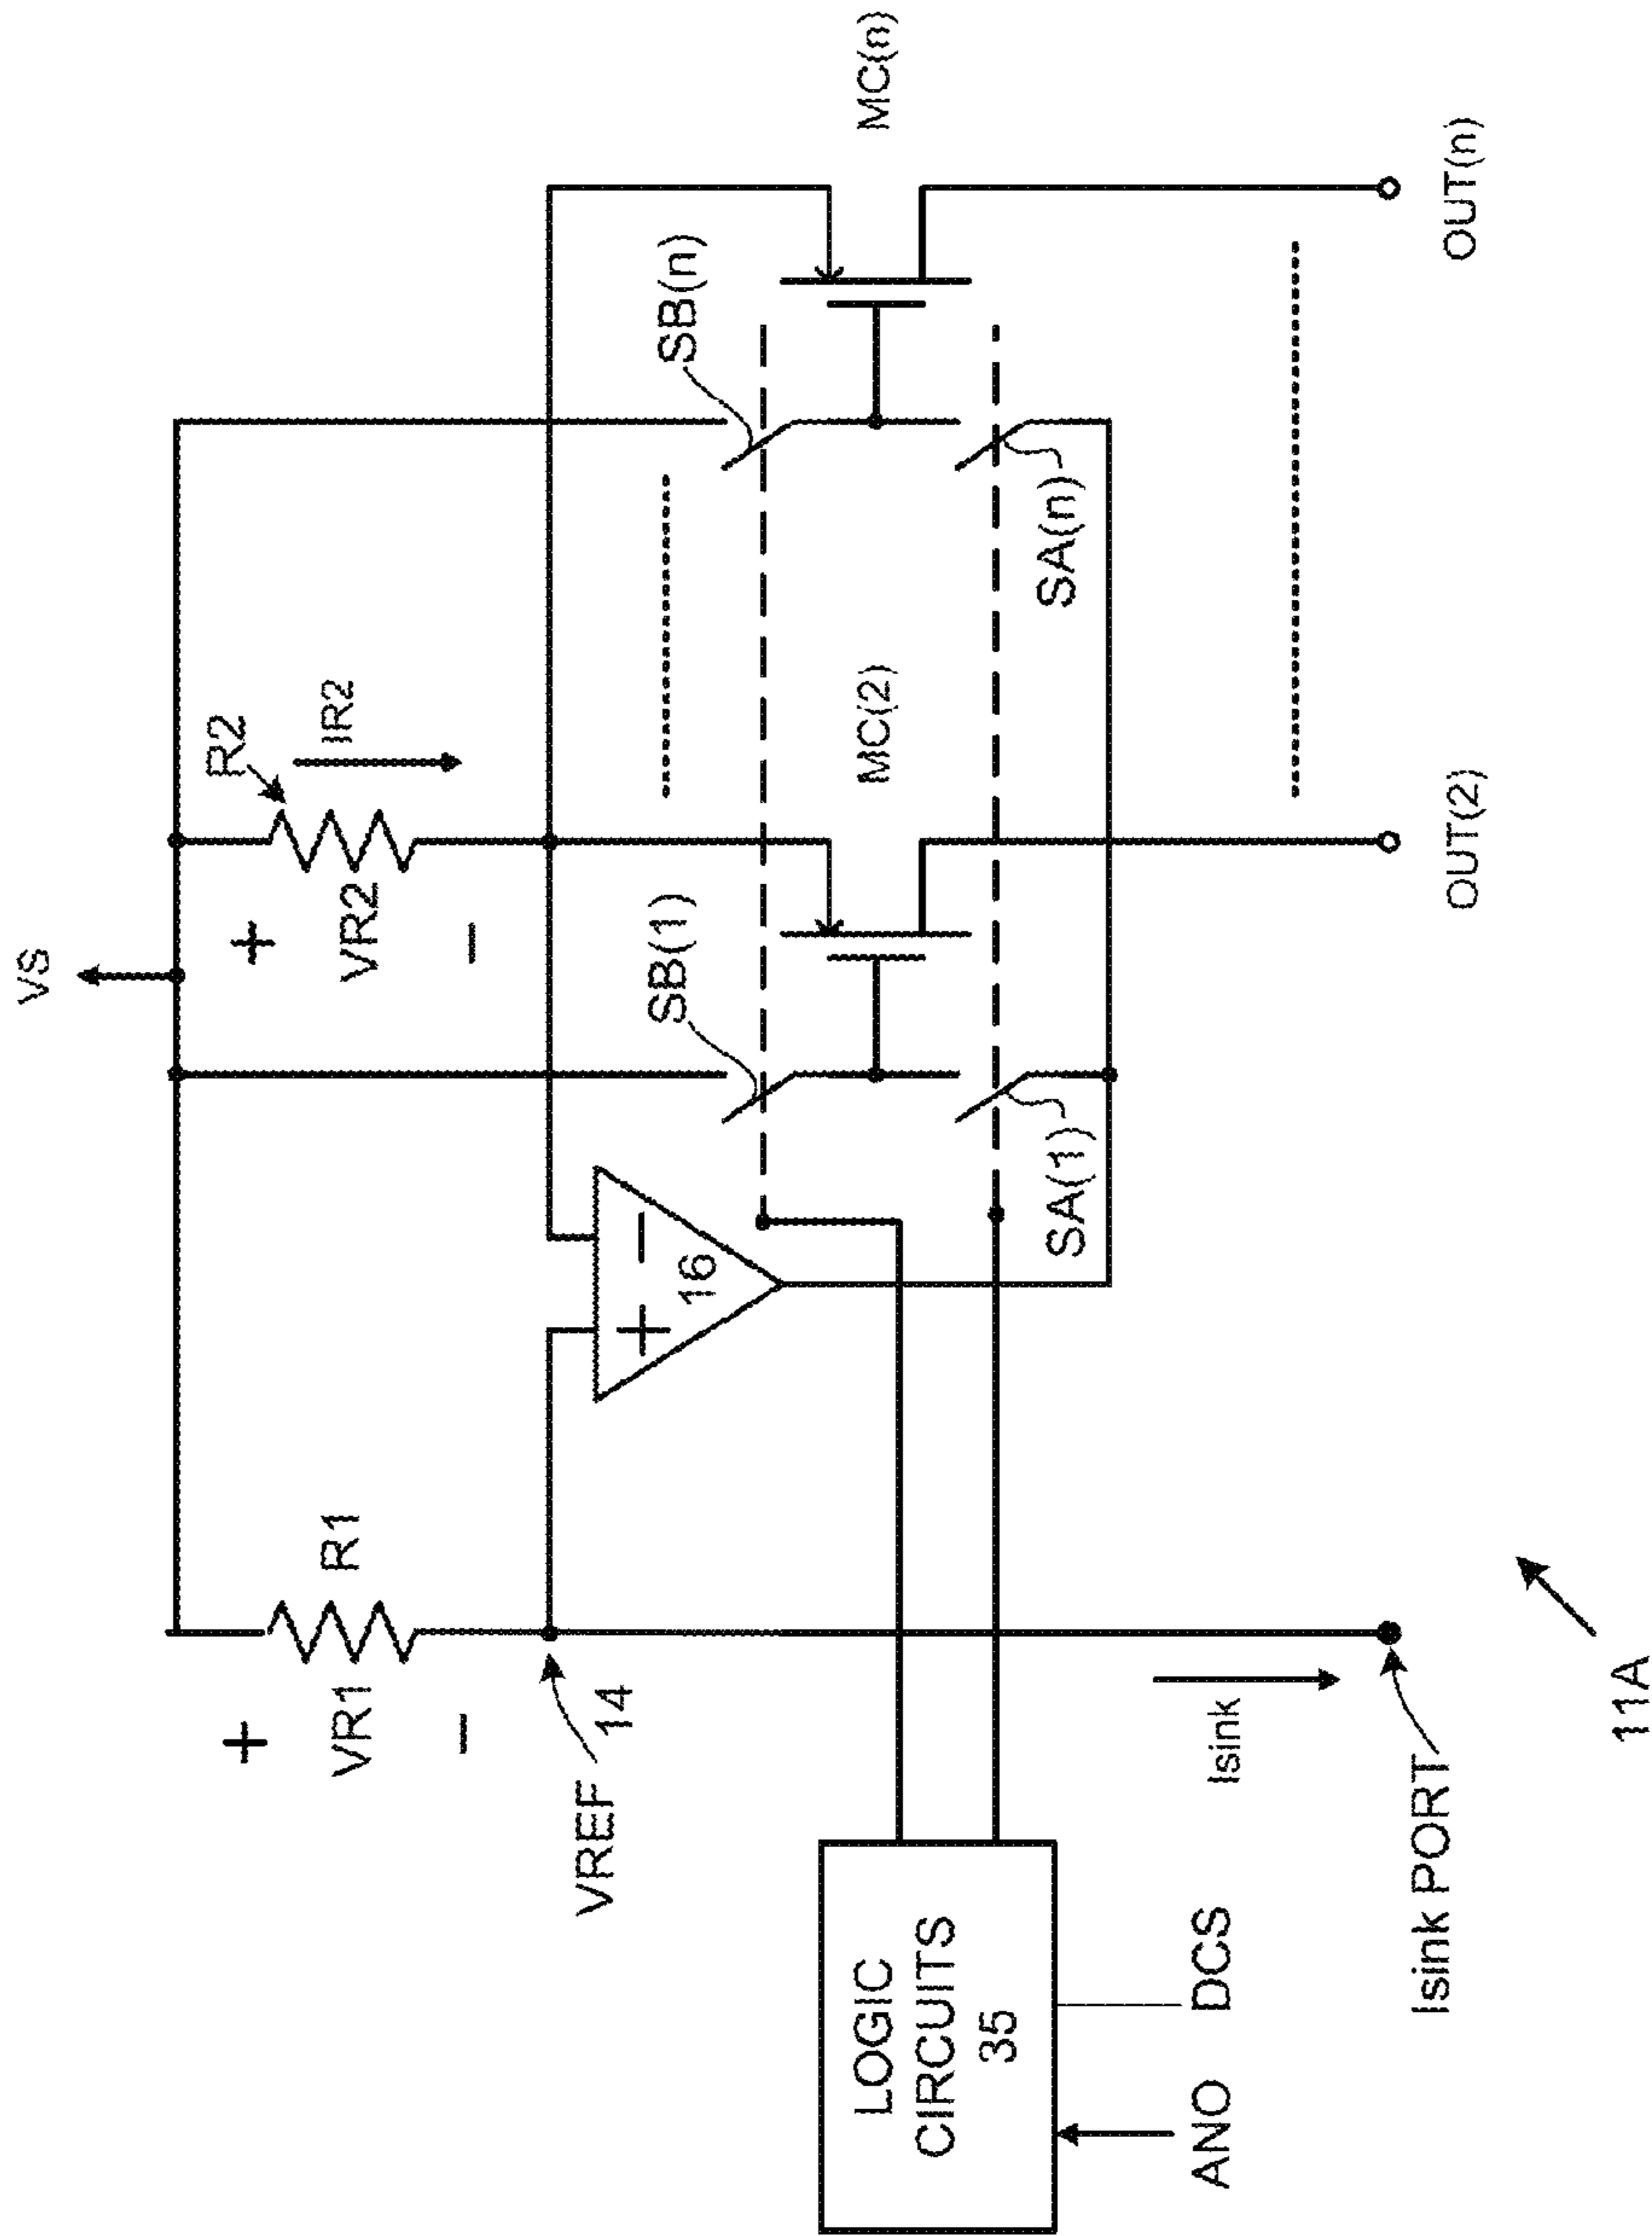 VS
R1
+
VR1
−
R2
IR2
+
VR2
−
VREF
14
+
−
16
SB(1)
SB(n)
MC(2)
MC(n)
SA(1)
SA(n)
LOGIC
CIRCUITS
35
ANO
DCS
Isink
Isink PORT
OUT(2)
OUT(n)
11A